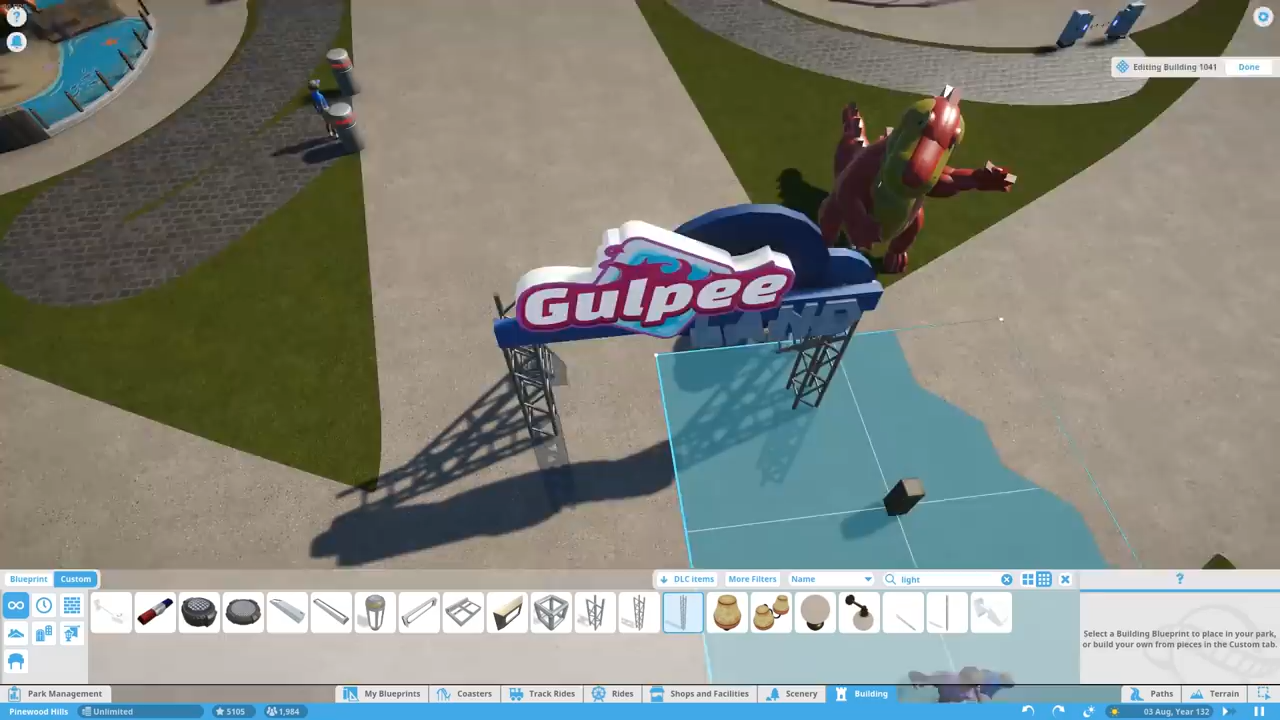 ?
Editing Building 1041 Done
Gulpee
LAND
Blueprint Custom DLC items More Filters Name light ?
Select a Building Blueprint to place in your park,
or build your own from pieces in the Custom tab.
Park Management My Blueprints Coasters Track Rides Rides Shops and Facilities Scenery Building Paths Terrain
Pinewood Hills Unlimited 5105 1,984 03 Aug, Year 132